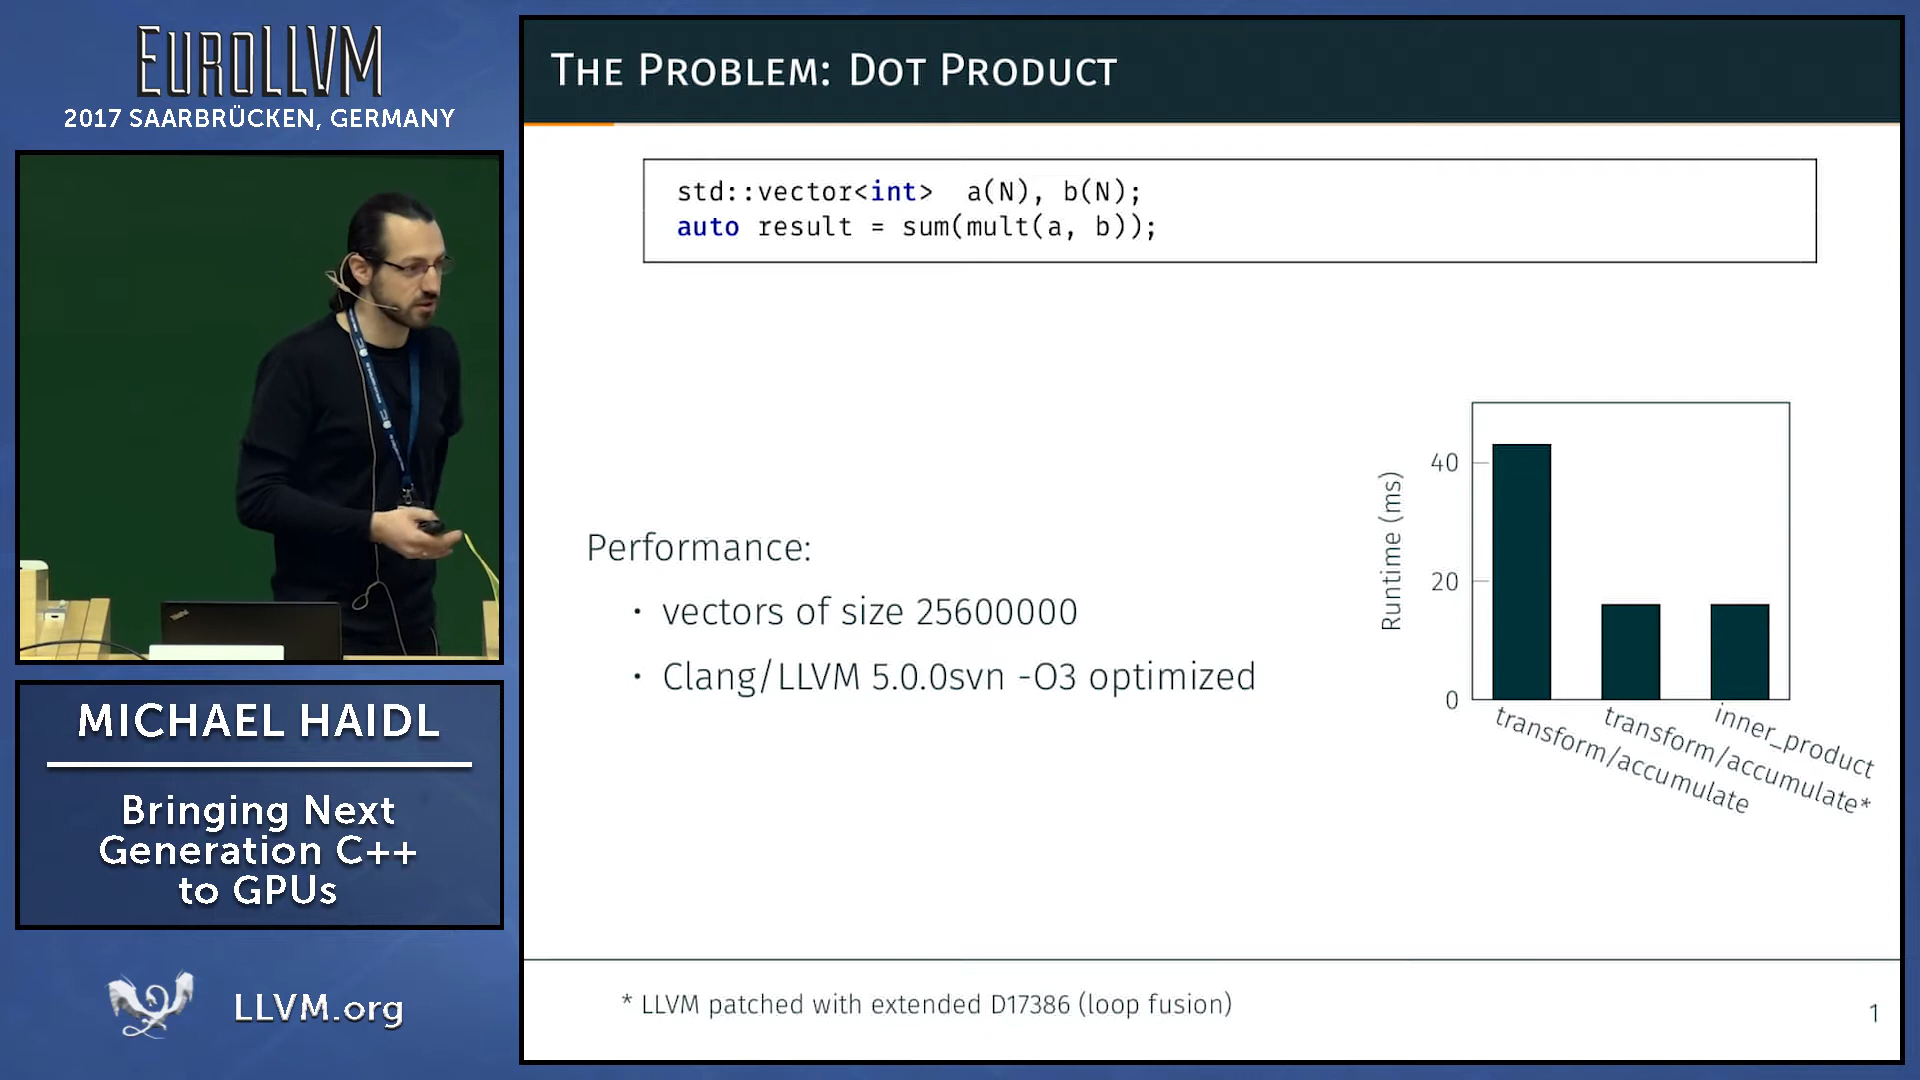 EUROLLVM
2017 SAARBRÜCKEN, GERMANY
MICHAEL HAIDL
Bringing Next
Generation C++
to GPUs
LLVM.org
THE PROBLEM: DOT PRODUCT
std::vector<int>  a(N), b(N);
auto result = sum(mult(a, b));
Performance:
· vectors of size 25600000
· Clang/LLVM 5.0.0svn -O3 optimized
Runtime (ms)
40
20
0
transform/accumulate
transform/accumulate*
inner_product
* LLVM patched with extended D17386 (loop fusion)
1